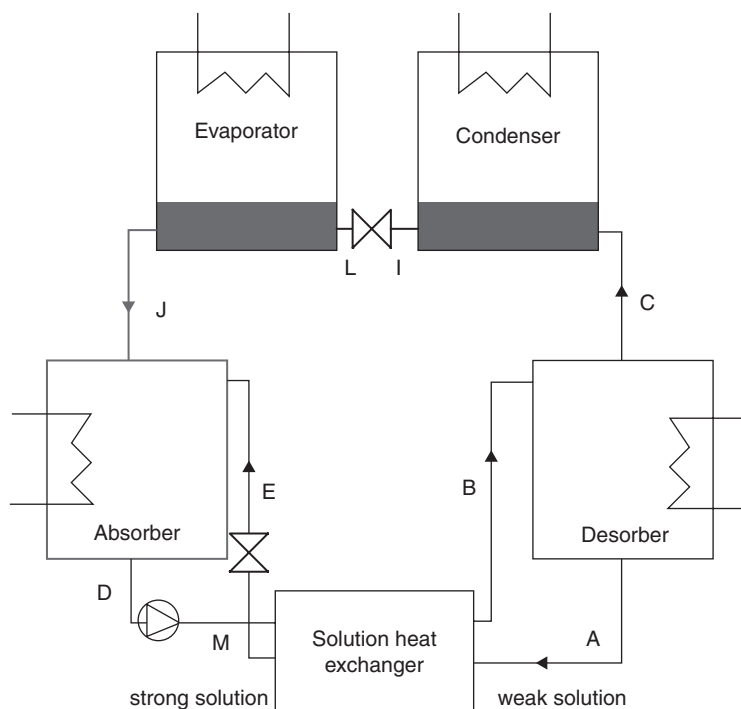 Evaporator
Condenser
L
I
J
C
E
B
Absorber
Desorber
D
M
A
Solution heat
exchanger
strong solution
weak solution